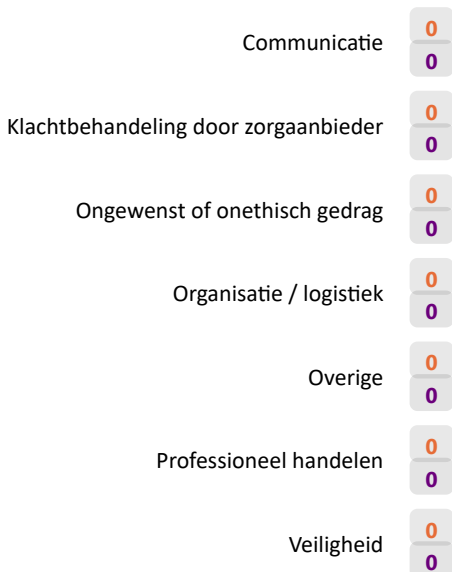 Communicatie 0
0
Klachtbehandeling door zorgaanbieder 0
0
Ongewenst of onethisch gedrag 0
0
Organisatie / logistiek 0
0
Overige 0
0
Professioneel handelen 0
0
Veiligheid 0
0